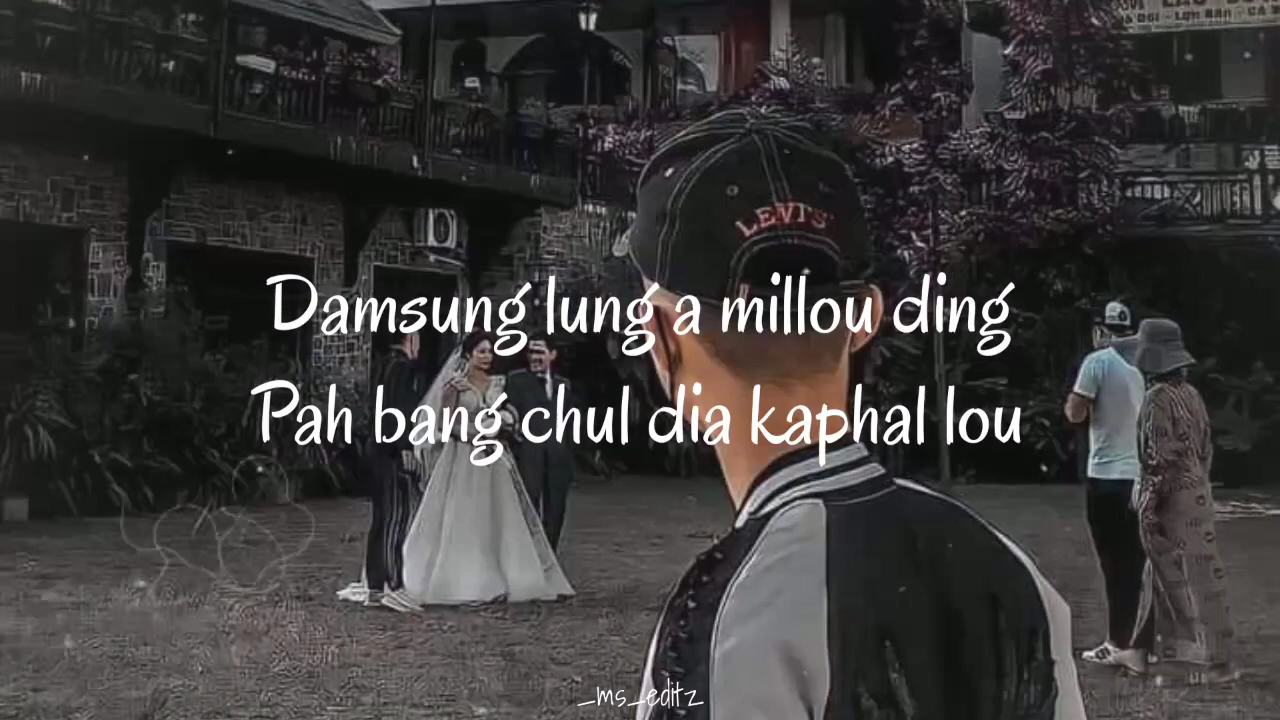 LEVI'S
Damsung lung a millou ding
Pah bang chul dia kaphal lou
_ms_editz